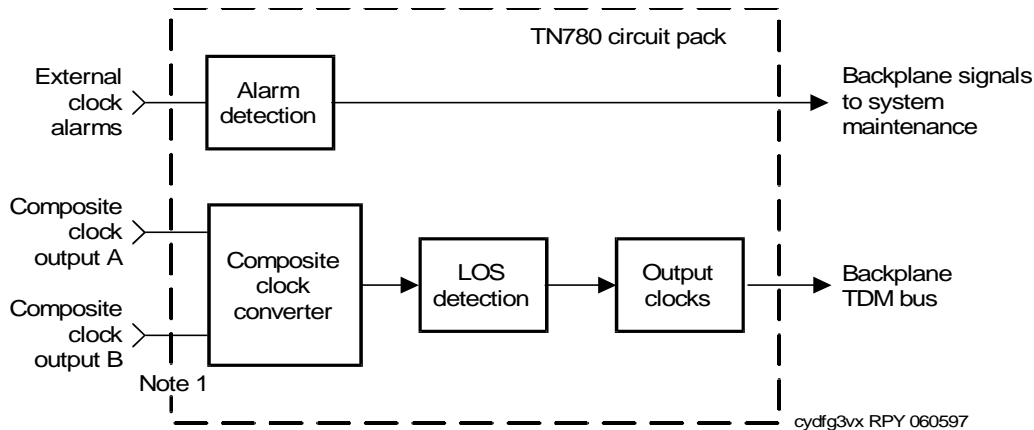 TN780 circuit pack
External
clock
alarms
Alarm
detection
Backplane signals
to system
maintenance
Composite
clock
output A
Composite
clock
output B
Composite
clock
converter
LOS
detection
Output
clocks
Backplane
TDM bus
Note 1
cydfg3vx RPY 060597